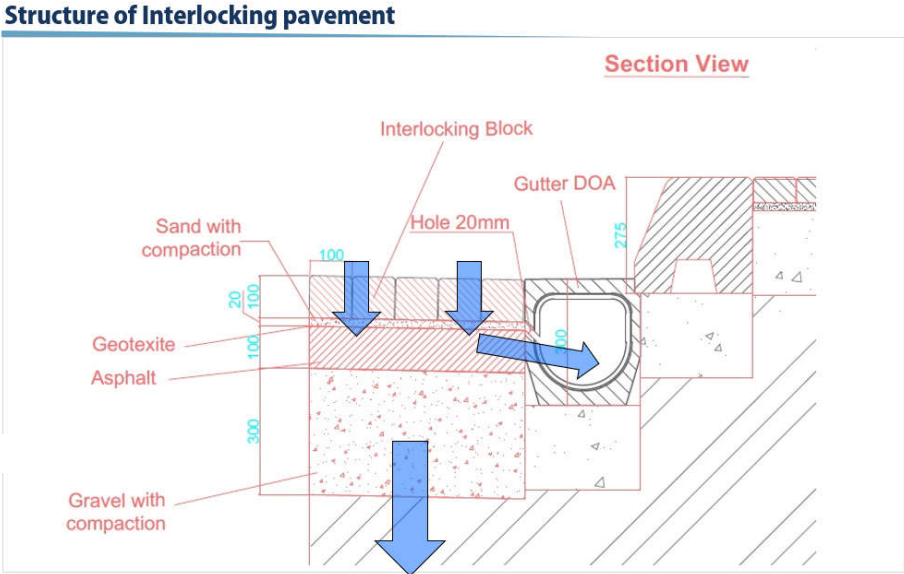 Structure of Interlocking pavement
Section View
Interlocking Block
Gutter DOA
Sand with
compaction
Hole 20mm
275
100
20
100
Geotexite
100
Asphalt
300
300
Gravel with
compaction